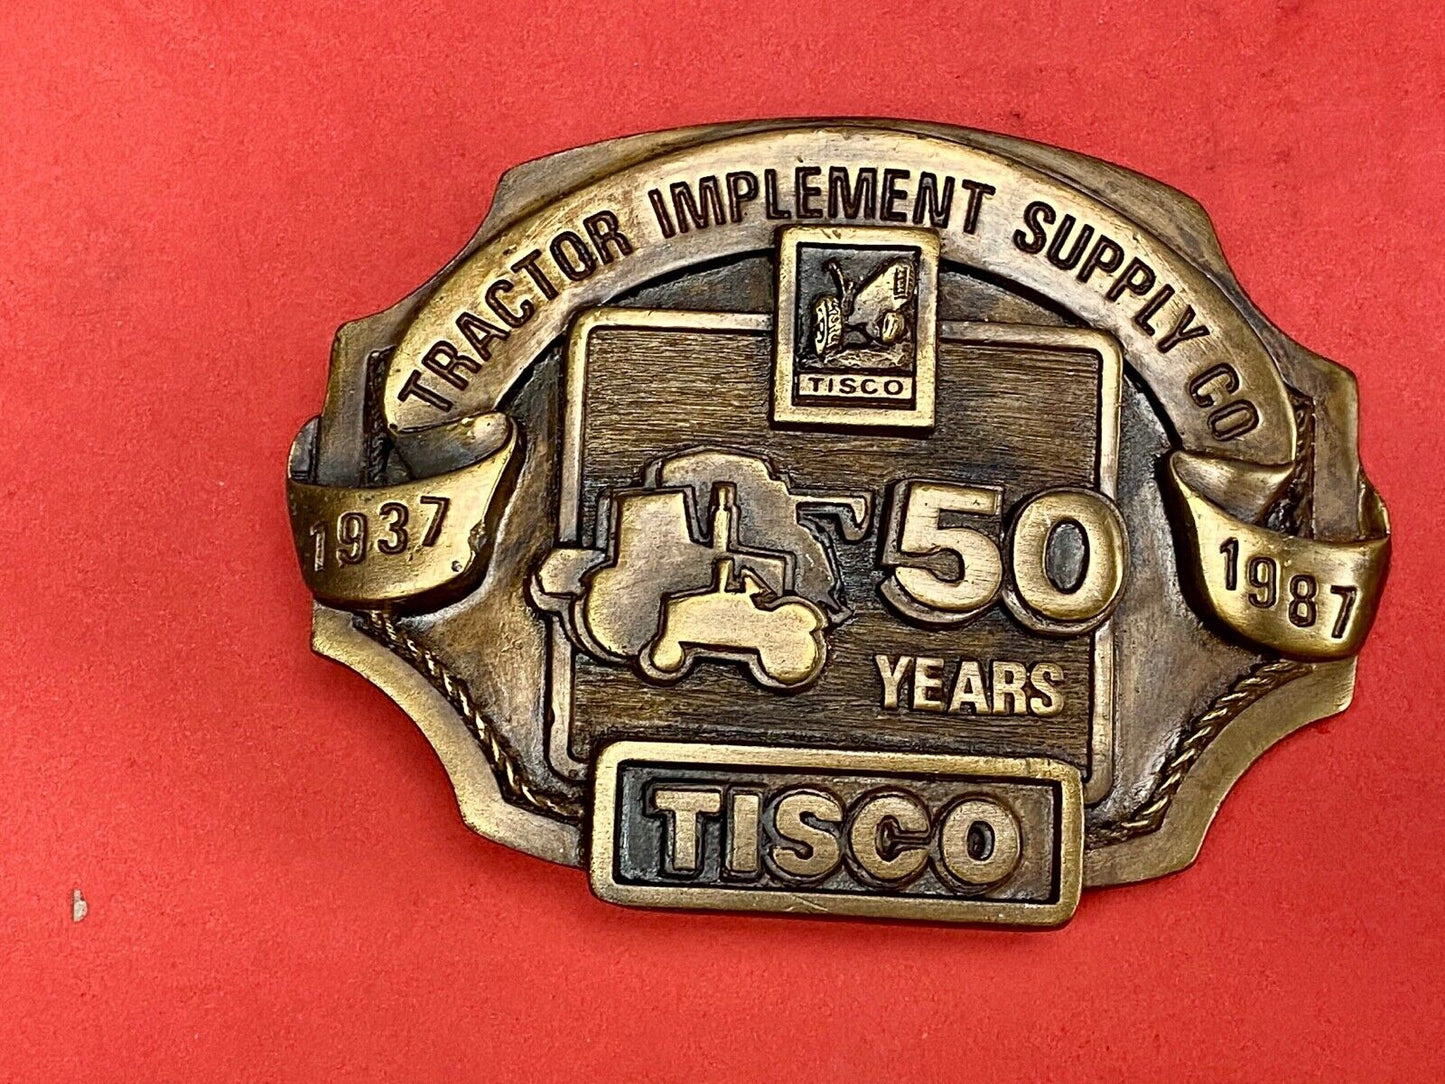 TRACTOR IMPLEMENT SUPPLY CO
TISCO
1937
1987
50
YEARS
TISCO